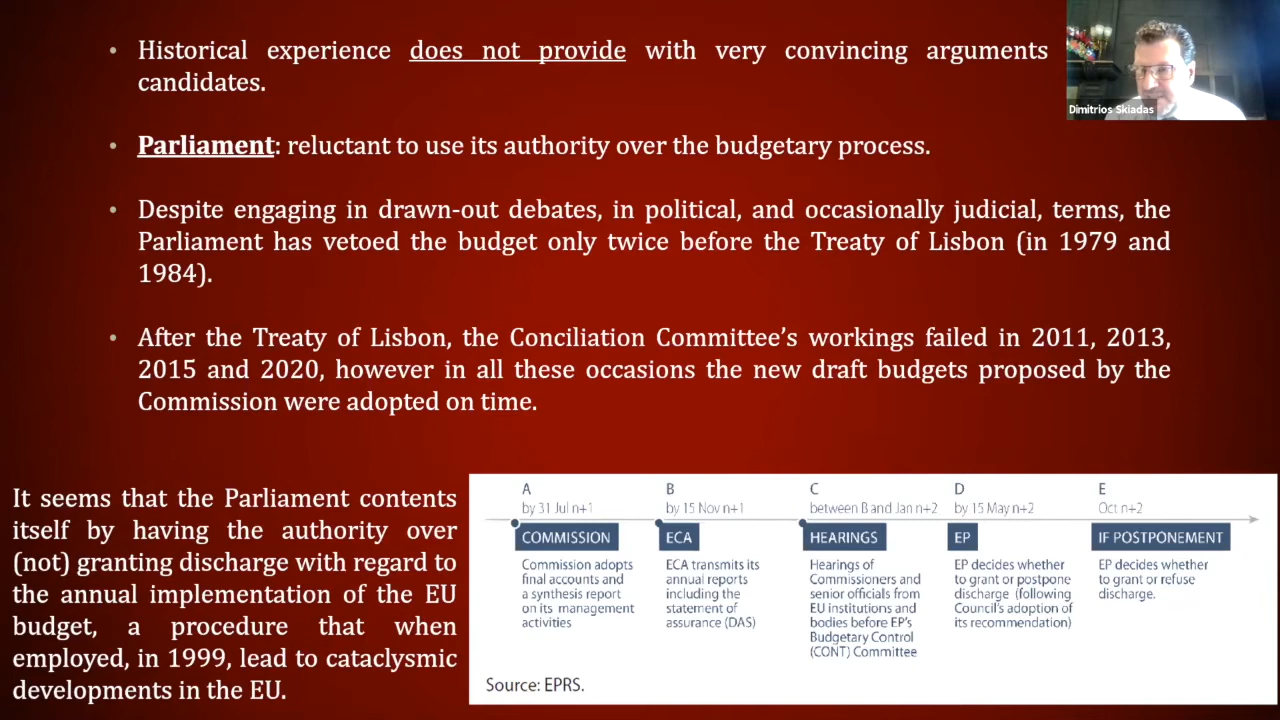 Historical experience does not provide with very convincing arguments
candidates.
Dimitrios Skiadas
Parliament: reluctant to use its authority over the budgetary process.
Despite engaging in drawn-out debates, in political, and occasionally judicial, terms, the
Parliament has vetoed the budget only twice before the Treaty of Lisbon (in 1979 and
1984).
After the Treaty of Lisbon, the Conciliation Committee's workings failed in 2011, 2013,
2015 and 2020, however in all these occasions the new draft budgets proposed by the
Commission were adopted on time.
It seems that the Parliament contents
itself by having the authority over
(not) granting discharge with regard to
the annual implementation of the EU
budget, a procedure that when
employed, in 1999, lead to cataclysmic
developments in the EU.
A
by 31 Jul n+1
COMMISSION
Commission adopts
final accounts and
a synthesis report
on its management
activities
B
by 15 Nov n+1
ECA
ECA transmits its
annual reports
including the
statement of
assurance (DAS)
C
between B and Jan n+2
HEARINGS
Hearings of
Commissioners and
senior officials from
EU institutions and
bodies before EP's
Budgetary Control
(CONT) Committee
D
by 15 May n+2
EP
EP decides whether
to grant or postpone
discharge (following
Council's adoption of
its recommendation)
E
Oct n+2
IF POSTPONEMENT
EP decides whether
to grant or refuse
discharge.
Source: EPRS.